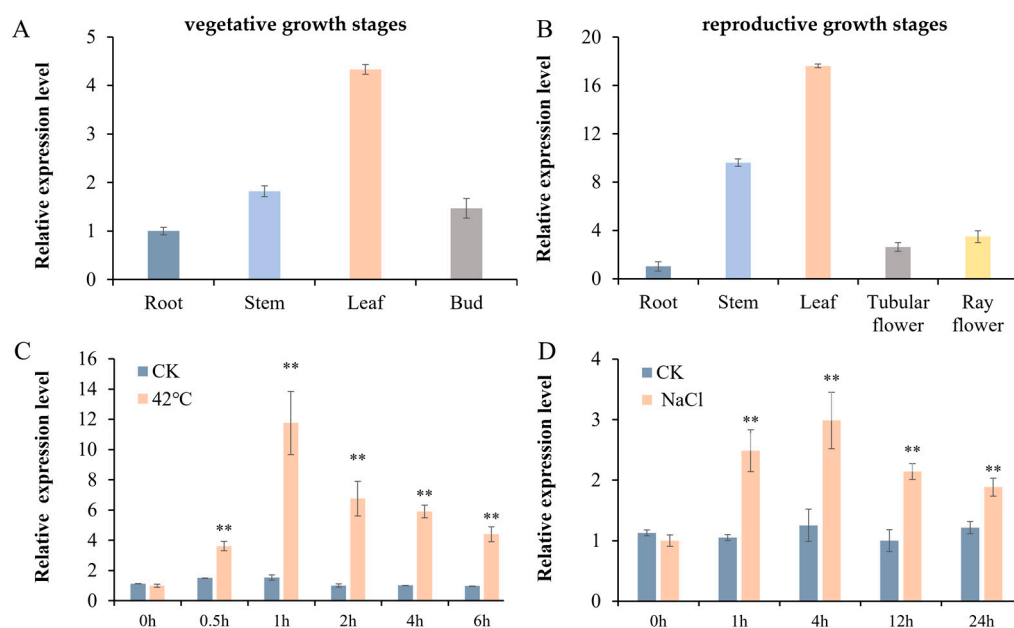 A
vegetative growth stages
Relative expression level
5
4
3
2
1
0
Root Stem Leaf Bud
B
reproductive growth stages
Relative expression level
20
16
12
8
4
0
Root Stem Leaf Tubular flower Ray flower
C
Relative expression level
16
14
12
10
8
6
4
2
0
CK
42°C
**
**
**
**
**
0h 0.5h 1h 2h 4h 6h
D
Relative expression level
4
3
2
1
0
CK
NaCl
**
**
**
**
0h 1h 4h 12h 24h